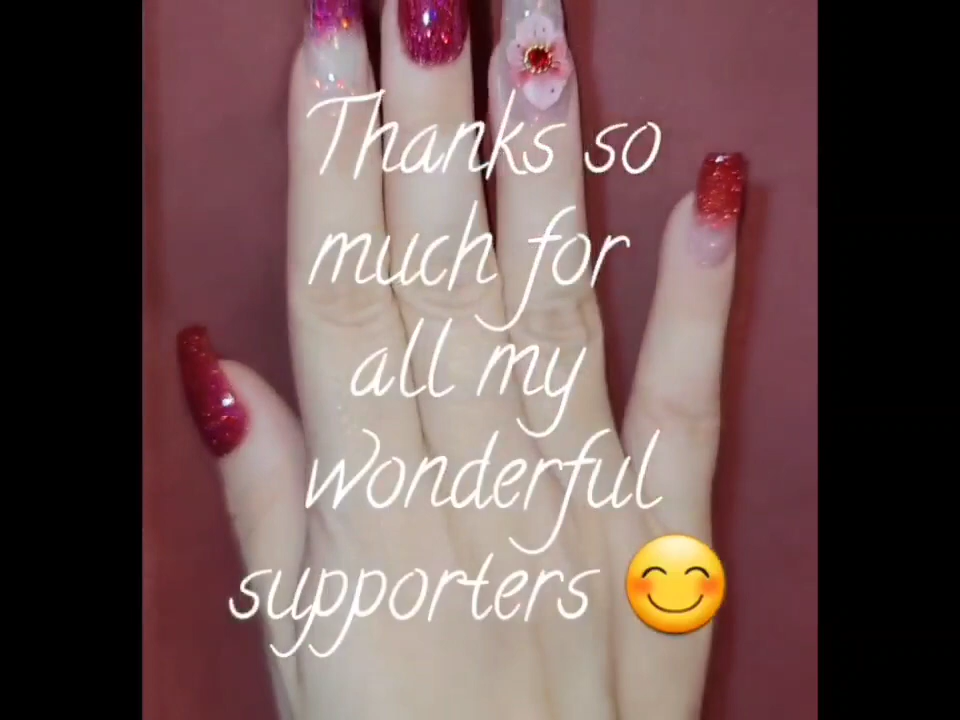 Thanks so
much for
all my
wonderful
supporters 😊